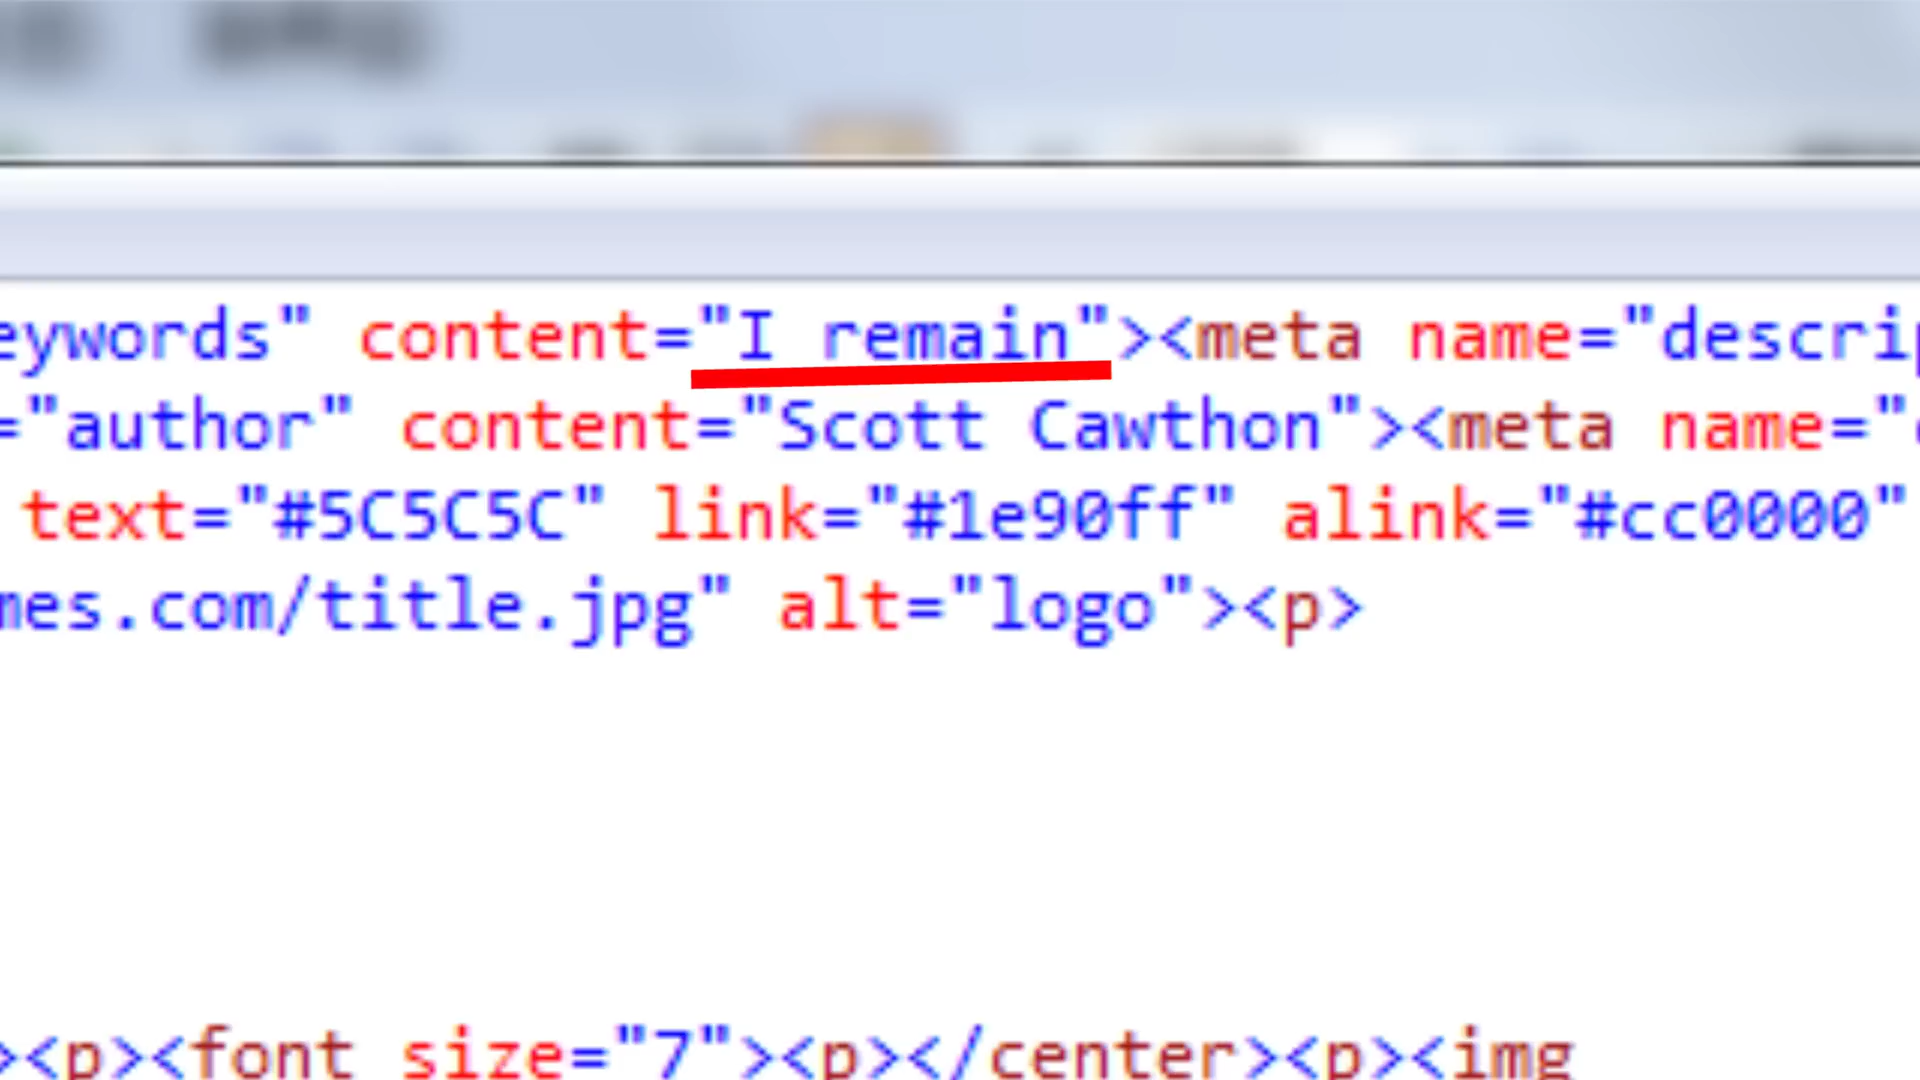 eywords" content="I remain"><meta name="descrip
="author" content="Scott Cawthon"><meta name="
text="#5C5C5C" link="#1e90ff" alink="#cc0000"
mes.com/title.jpg" alt="logo"><p>
><p><font size="7"><p></center><p><img